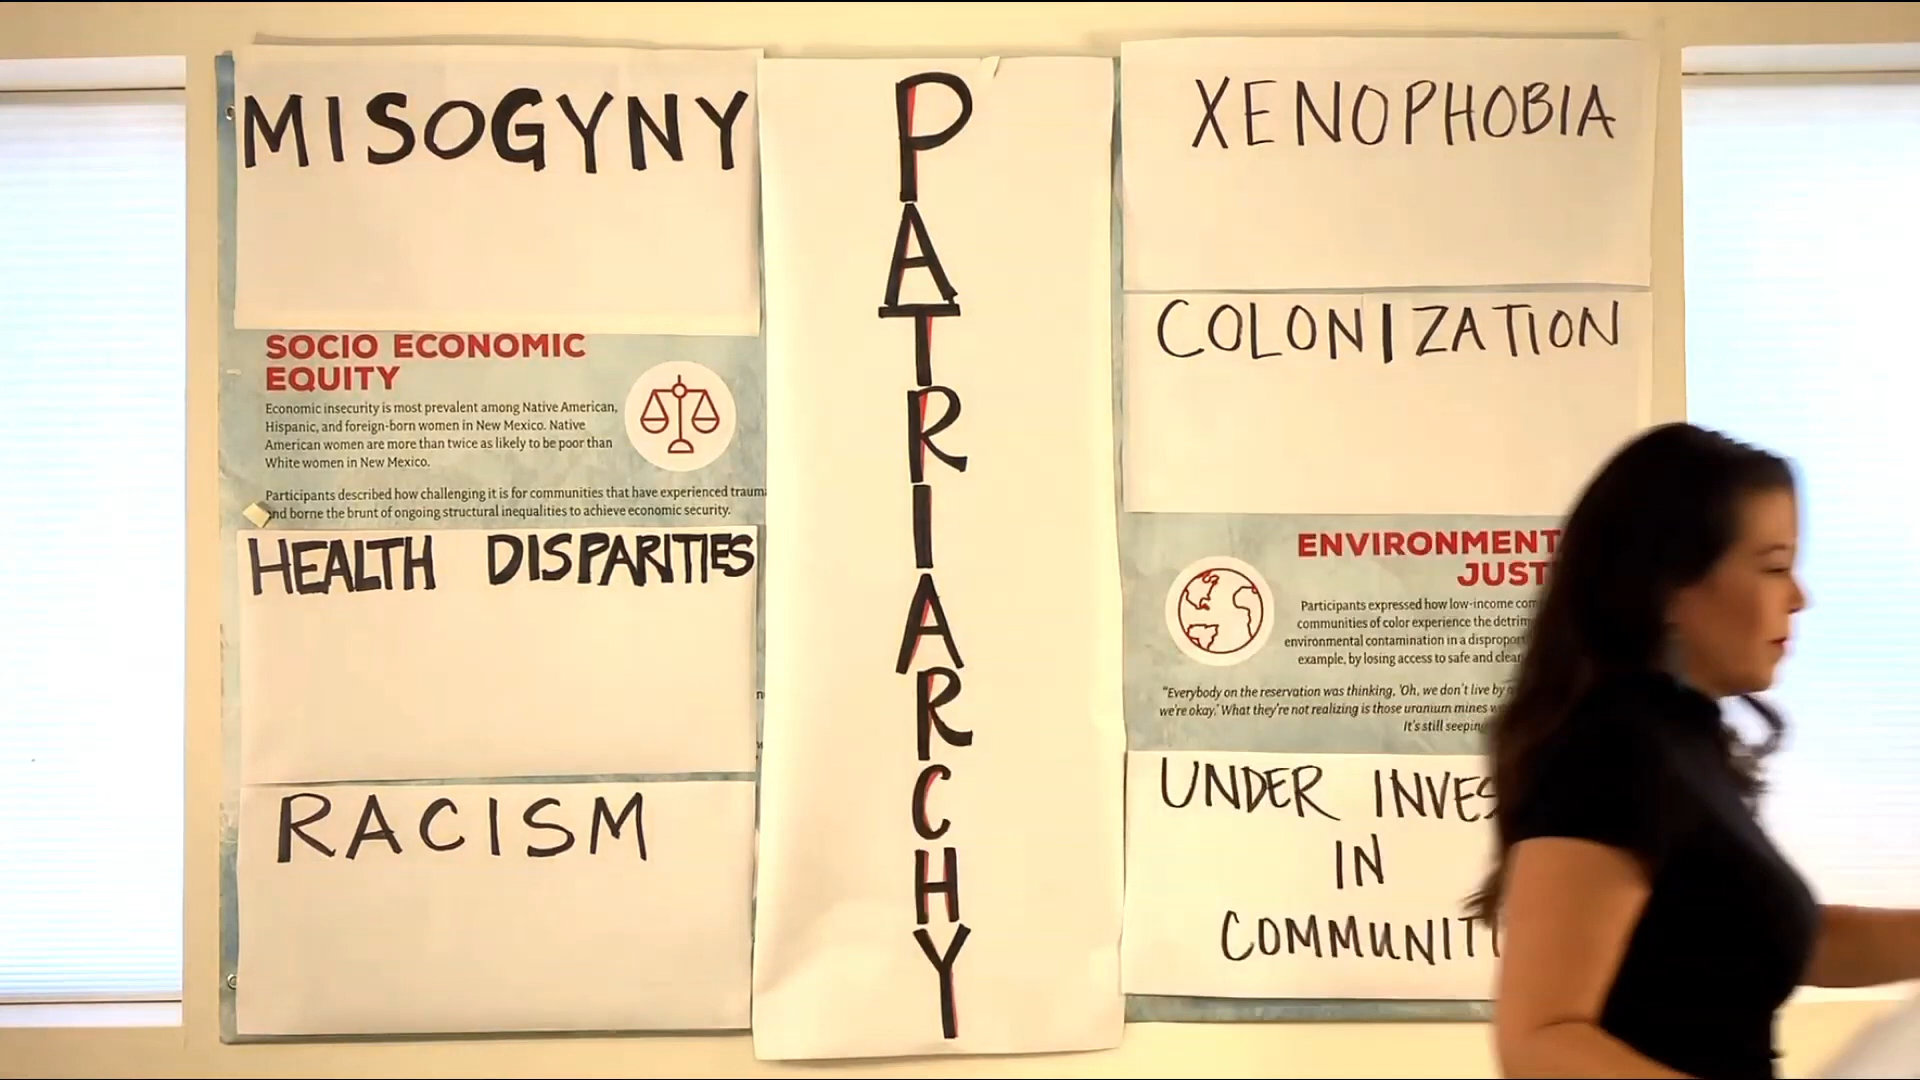 MISOGYNY
SOCIO ECONOMIC
EQUITY
Economic insecurity is most prevalent among Native American,
Hispanic, and foreign-born women in New Mexico. Native
American women are more than twice as likely to be poor than
White women in New Mexico.
Participants described how challenging it is for communities that have experienced
and borne the brunt of ongoing structural inequalities to achieve economic security.
HEALTH DISPARITIES
RACISM
PATRIARCHY
XENOPHOBIA
COLONIZATION
ENVIRONMENT
JUST
Participants expressed how low-income
communities of color experience the
environmental contamination in a
example, by losing access to safe and
"Everybody on the reservation was thinking, 'Oh, we don't live by
we're okay.' What they're not realizing is those uranium mines
It's still
UNDER INVES
IN
COMMUNIT